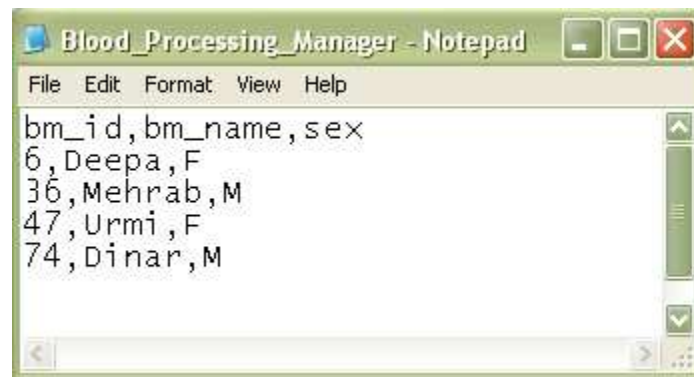 Blood_Processing_Manager - Notepad
File Edit Format View Help
bm_id,bm_name,sex
6,Deepa,F
36,Mehrab,M
47,Urmi,F
74,Dinar,M